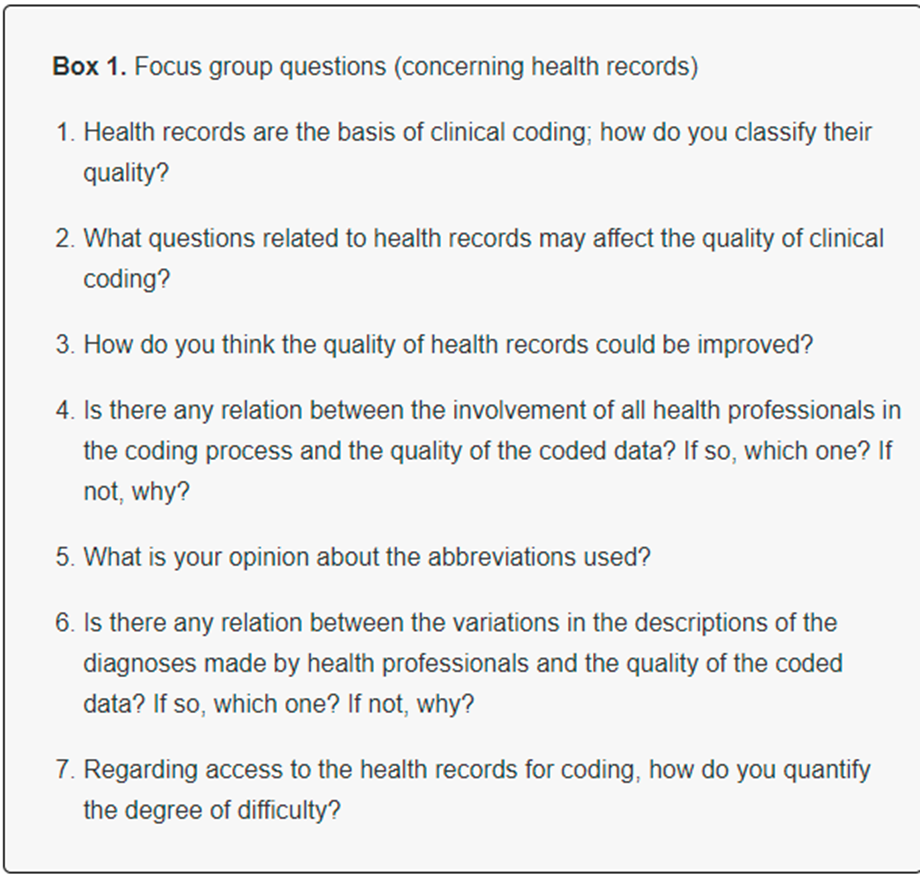 Box 1. Focus group questions (concerning health records)
1. Health records are the basis of clinical coding; how do you classify their
quality?
2. What questions related to health records may affect the quality of clinical
coding?
3. How do you think the quality of health records could be improved?
4. Is there any relation between the involvement of all health professionals in
the coding process and the quality of the coded data? If so, which one? If
not, why?
5. What is your opinion about the abbreviations used?
6. Is there any relation between the variations in the descriptions of the
diagnoses made by health professionals and the quality of the coded
data? If so, which one? If not, why?
7. Regarding access to the health records for coding, how do you quantify
the degree of difficulty?